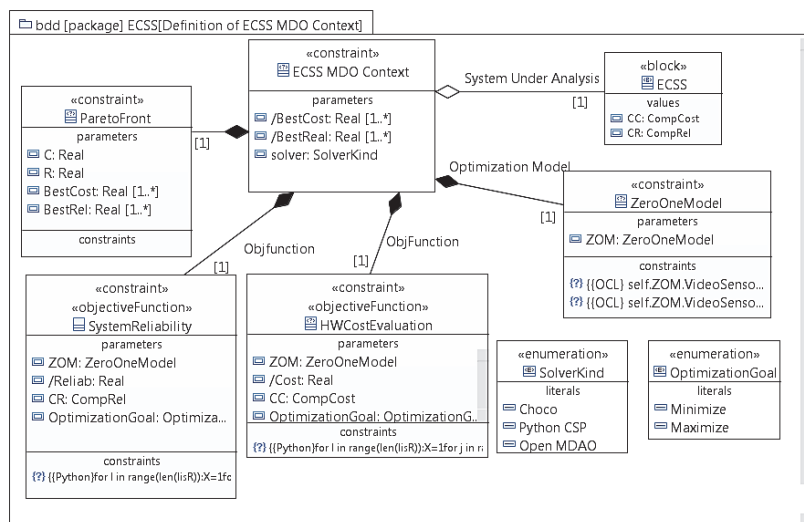 bdd [package] ECSS[Definition of ECSS MDO Context]
«constraint»
ECSS MDO Context
parameters
/BestCost: Real [1..*]
/BestReal: Real [1..*]
solver: SolverKind
System Under Analysis
[1]
«block»
ECSS
values
CC: CompCost
CR: CompRel
«constraint»
ParetoFront
parameters
C: Real
R: Real
BestCost: Real [1..*]
BestRel: Real [1..*]
constraints
[1]
Optimization Model
[1]
«constraint»
ZeroOneModel
parameters
ZOM: ZeroOneModel
constraints
{{OCL} self.ZOM.VideoSenso...
{{OCL} self.ZOM.VideoSenso...
Objfunction
[1]
ObjFunction
[1]
«constraint»
«objectiveFunction»
SystemReliability
parameters
ZOM: ZeroOneModel
/Reliab: Real
CR: CompRel
OptimizationGoal: Optimiza...
constraints
{{Python}for I in range(len(lisR)):X=1fo
«constraint»
«objectiveFunction»
HWCostEvaluation
parameters
ZOM: ZeroOneModel
/Cost: Real
CC: CompCost
OptimizationGoal: OptimizationG...
constraints
{{Python}for I in range(len(lisR)):X=1for j in ra
«enumeration»
SolverKind
literals
Choco
Python CSP
Open MDAO
«enumeration»
OptimizationGoal
literals
Minimize
Maximize